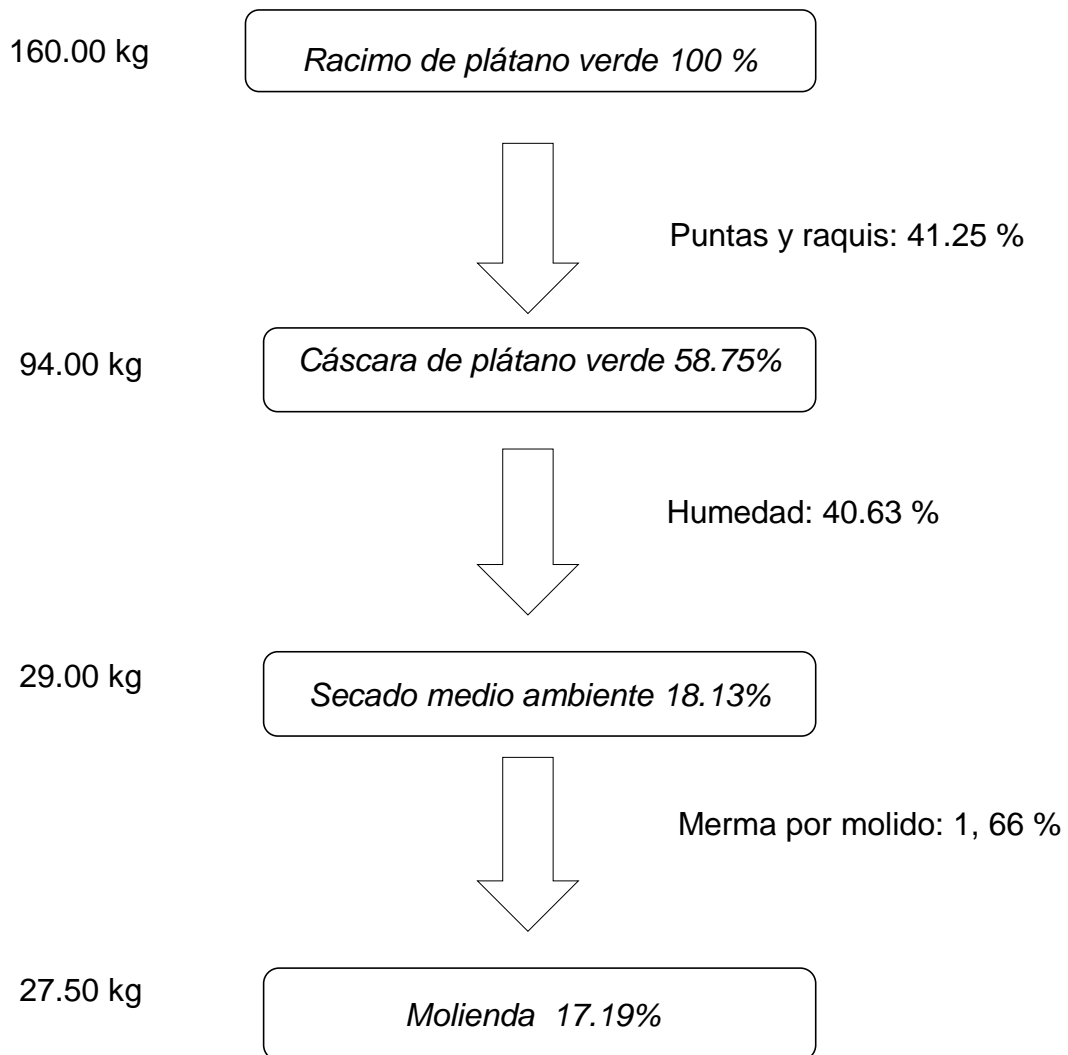 160.00 kg
Racimo de plátano verde 100 %
Puntas y raquis: 41.25 %
94.00 kg
Cáscara de plátano verde 58.75%
Humedad: 40.63 %
29.00 kg
Secado medio ambiente 18.13%
Merma por molido: 1, 66 %
27.50 kg
Molienda 17.19%